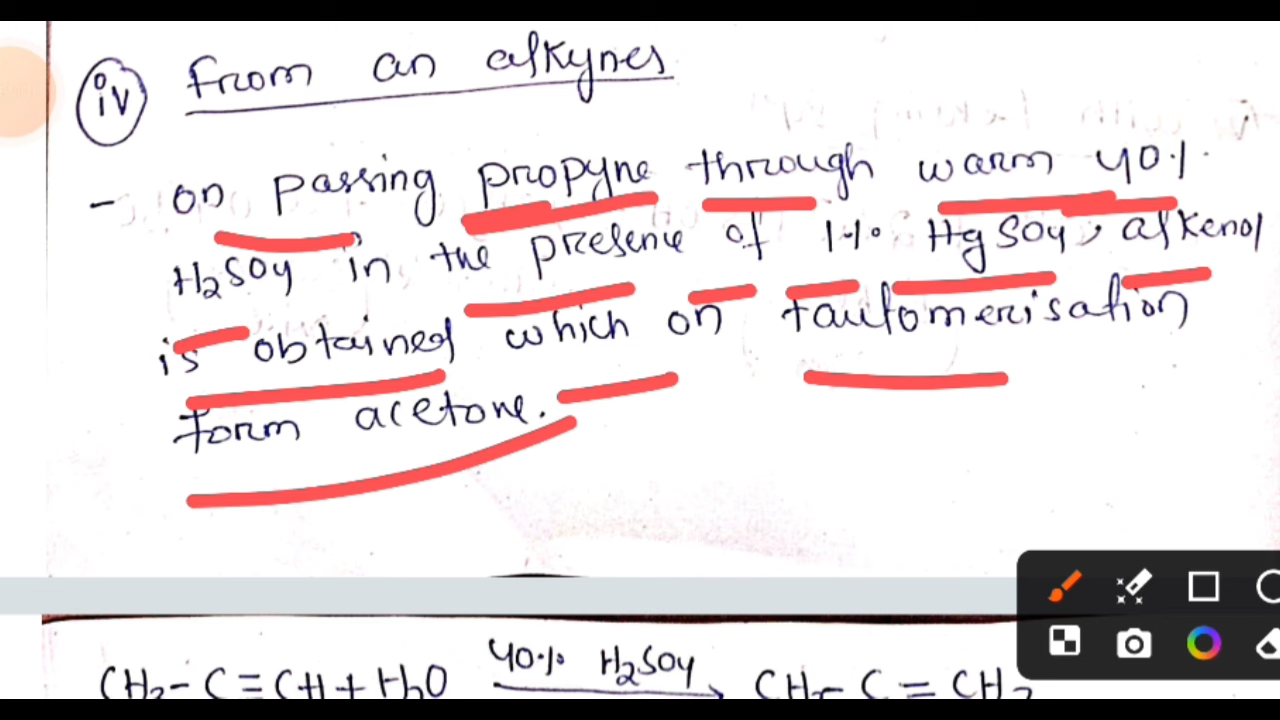 iv From an alkynes
- on passing propyne through warm 40%
H2SO4 in the presene of 1% HgSO4, alkenol
is obtained which on tautomerisation
form acetone.
40% H2SO4
CH3-C≡CH+H2O → CH3-C=CH2